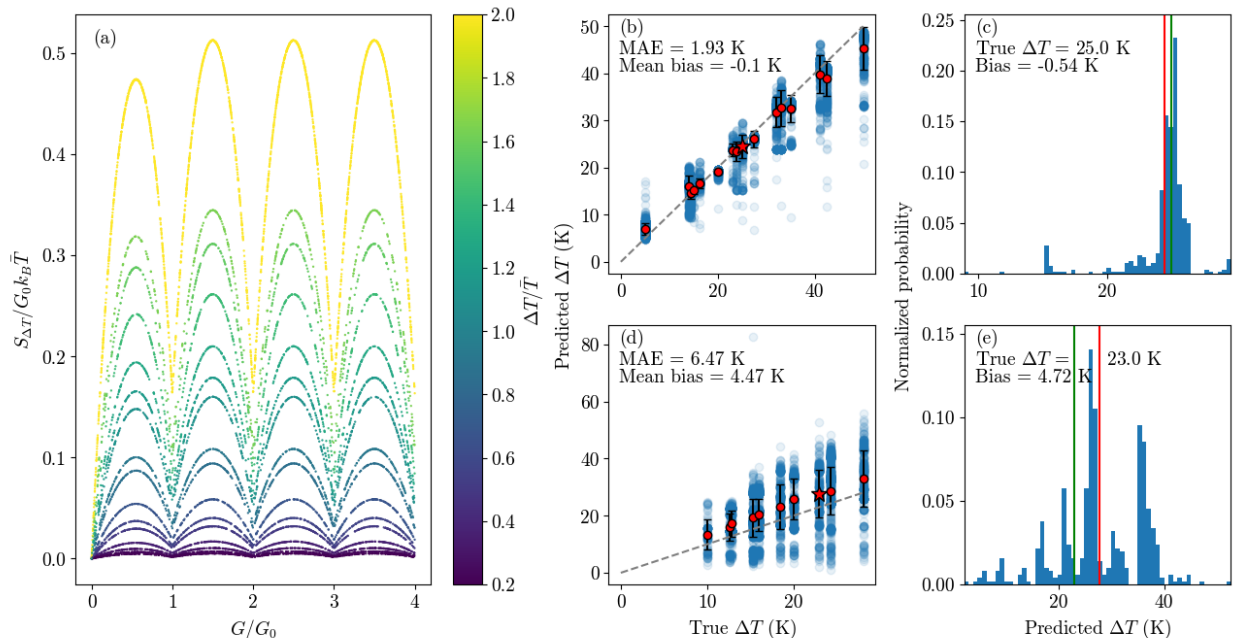 (a)
0.5
0.4
0.3
0.2
0.1
0.0
S_{ΔT}/G_0 k_B T̄
0
1
2
3
4
G/G_0
2.0
1.8
1.6
1.4
1.2
1.0
0.8
0.6
0.4
0.2
ΔT/T̄
(b)
MAE = 1.93 K
Mean bias = -0.1 K
50
40
30
20
10
0
0
20
40
Predicted ΔT (K)
(c)
True ΔT = 25.0 K
Bias = -0.54 K
0.25
0.20
0.15
0.10
0.05
0.00
10
20
Normalized probability
(d)
MAE = 6.47 K
Mean bias = 4.47 K
80
60
40
20
0
0
10
20
True ΔT (K)
(e)
True ΔT = 23.0 K
Bias = 4.72 K
0.15
0.10
0.05
0.00
20
40
Predicted ΔT (K)